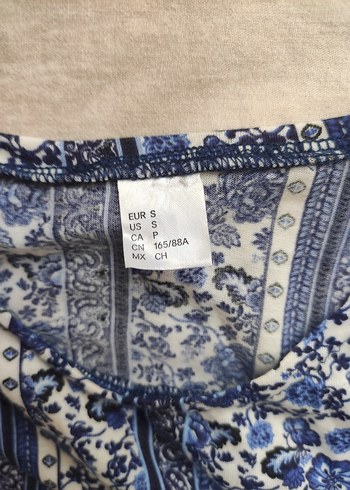 EUR S
US S
CA P
CN 165/88A
MX CH